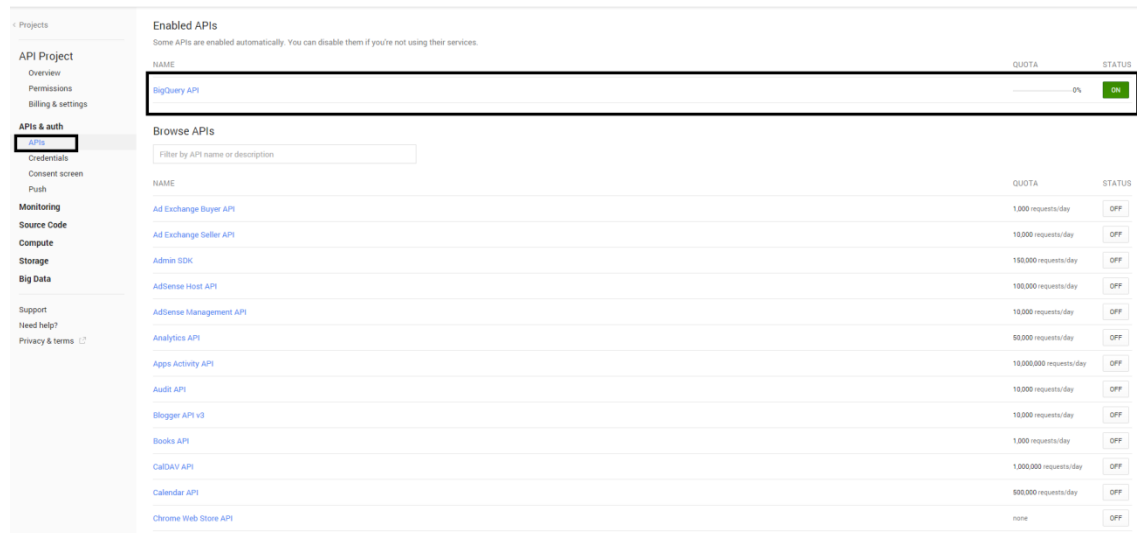 < Projects
API Project
Overview
Permissions
Billing & settings
APIs & auth
APIs
Credentials
Consent screen
Push
Monitoring
Source Code
Compute
Storage
Big Data
Support
Need help?
Privacy & terms
Enabled APIs
Some APIs are enabled automatically. You can disable them if you're not using their services.
NAME QUOTA STATUS
BigQuery API 0% ON
Browse APIs
Filter by API name or description
NAME QUOTA STATUS
Ad Exchange Buyer API 1,000 requests/day OFF
Ad Exchange Seller API 10,000 requests/day OFF
Admin SDK 150,000 requests/day OFF
AdSense Host API 100,000 requests/day OFF
AdSense Management API 10,000 requests/day OFF
Analytics API 50,000 requests/day OFF
Apps Activity API 10,000,000 requests/day OFF
Audit API 10,000 requests/day OFF
Blogger API v3 10,000 requests/day OFF
Books API 1,000 requests/day OFF
CalDAV API 1,000,000 requests/day OFF
Calendar API 500,000 requests/day OFF
Chrome Web Store API none OFF